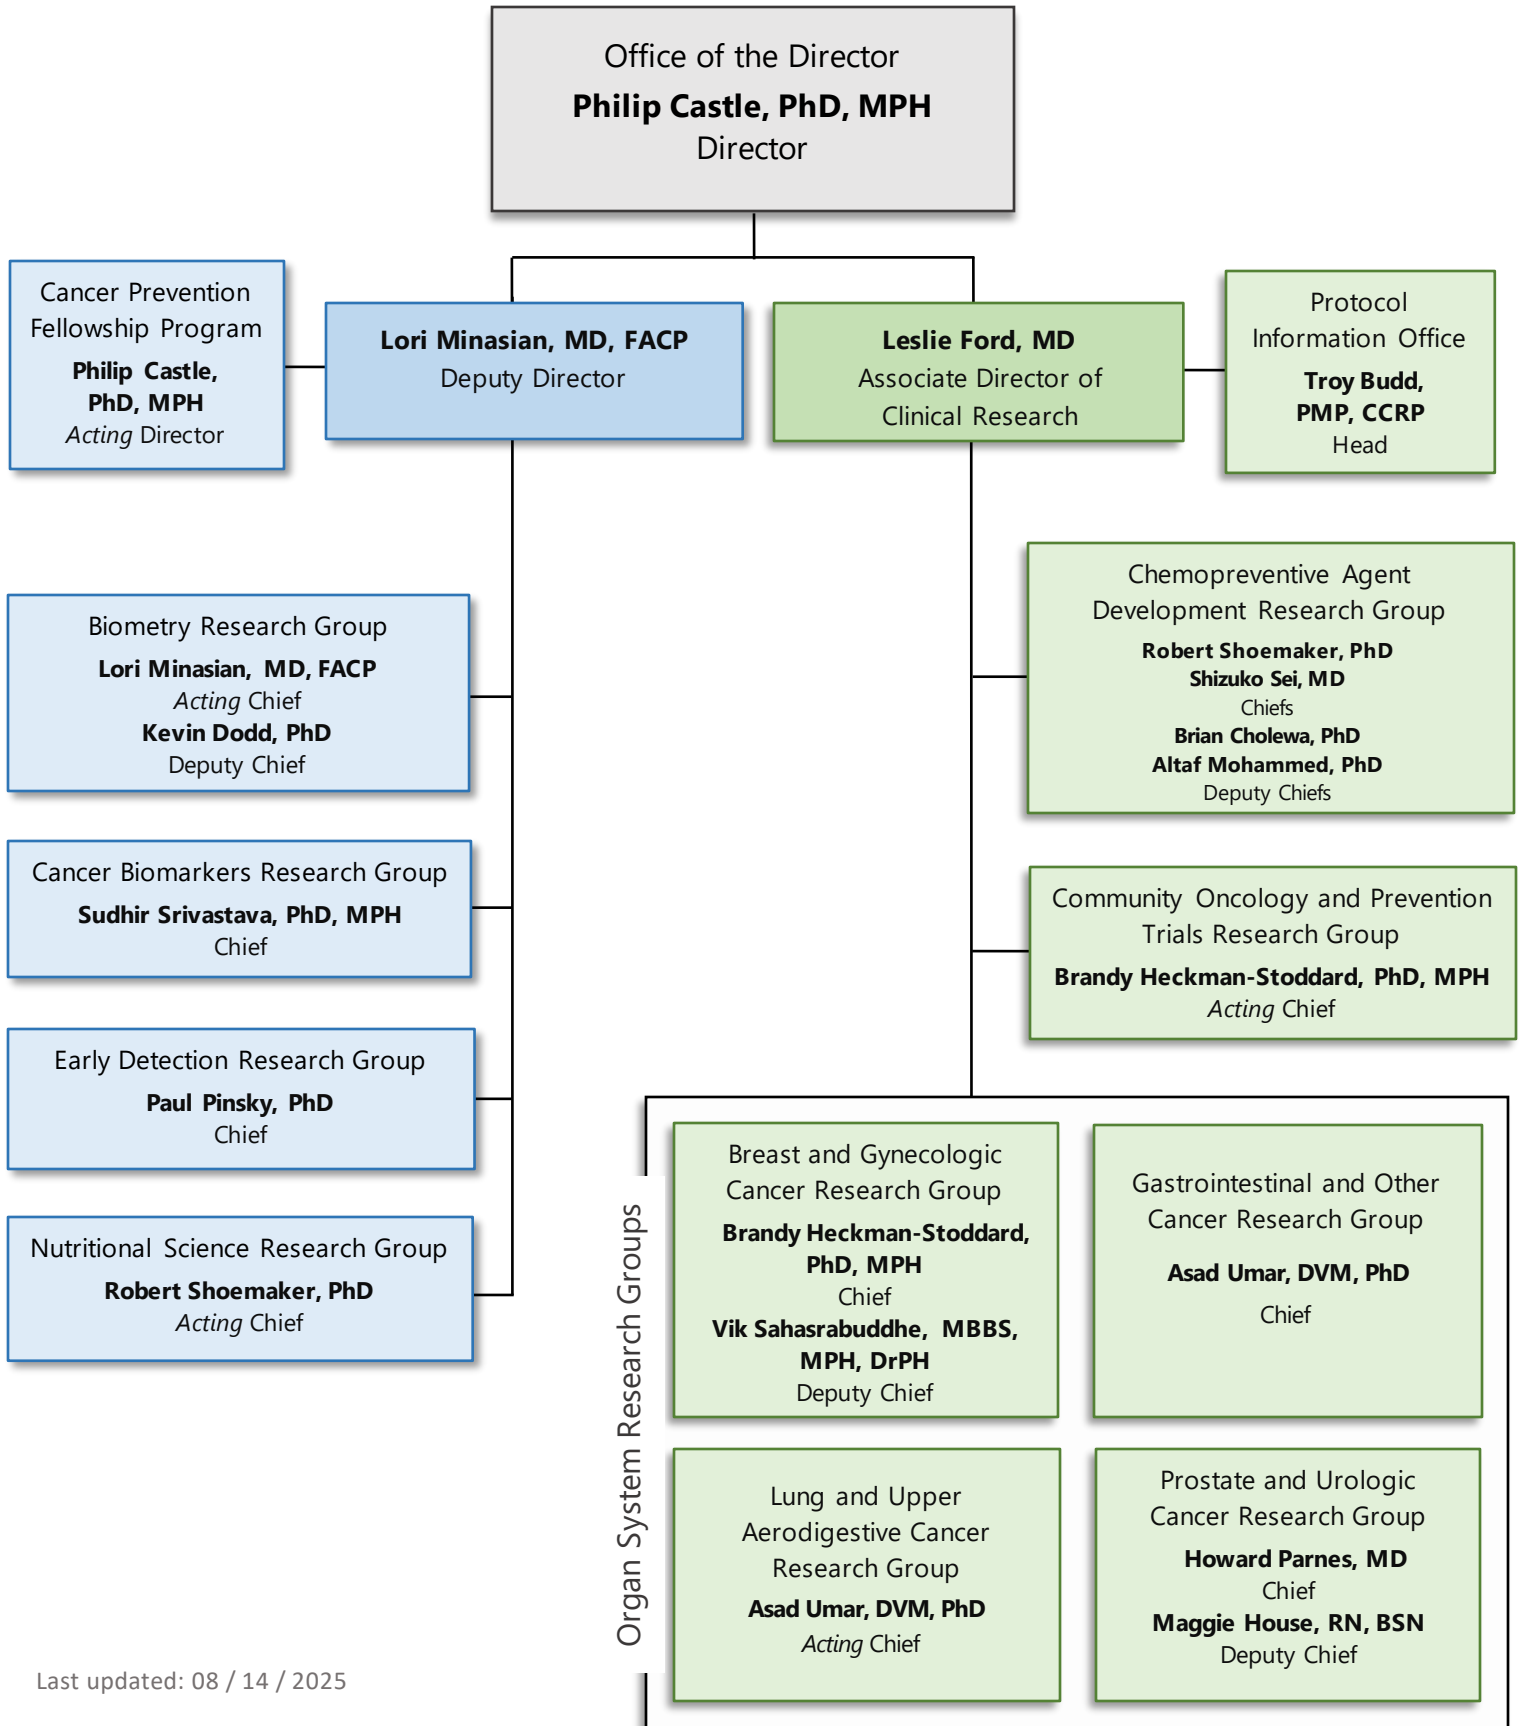 Office of the Director
Philip Castle, PhD, MPH
Director
Cancer Prevention
Fellowship Program
Philip Castle,
PhD, MPH
Acting Director
Lori Minasian, MD, FACP
Deputy Director
Leslie Ford, MD
Associate Director of
Clinical Research
Protocol
Information Office
Troy Budd,
PMP, CCRP
Head
Biometry Research Group
Lori Minasian, MD, FACP
Acting Chief
Kevin Dodd, PhD
Deputy Chief
Cancer Biomarkers Research Group
Sudhir Srivastava, PhD, MPH
Chief
Early Detection Research Group
Paul Pinsky, PhD
Chief
Nutritional Science Research Group
Robert Shoemaker, PhD
Acting Chief
Chemopreventive Agent
Development Research Group
Robert Shoemaker, PhD
Shizuko Sei, MD
Chiefs
Brian Cholewa, PhD
Altaf Mohammed, PhD
Deputy Chiefs
Community Oncology and Prevention
Trials Research Group
Brandy Heckman-Stoddard, PhD, MPH
Acting Chief
Organ System Research Groups
Breast and Gynecologic
Cancer Research Group
Brandy Heckman-Stoddard,
PhD, MPH
Chief
Vik Sahasrabuddhe, MBBS,
MPH, DrPH
Deputy Chief
Gastrointestinal and Other
Cancer Research Group
Asad Umar, DVM, PhD
Chief
Lung and Upper
Aerodigestive Cancer
Research Group
Asad Umar, DVM, PhD
Acting Chief
Prostate and Urologic
Cancer Research Group
Howard Parnes, MD
Chief
Maggie House, RN, BSN
Deputy Chief
Last updated: 08 / 14 / 2025